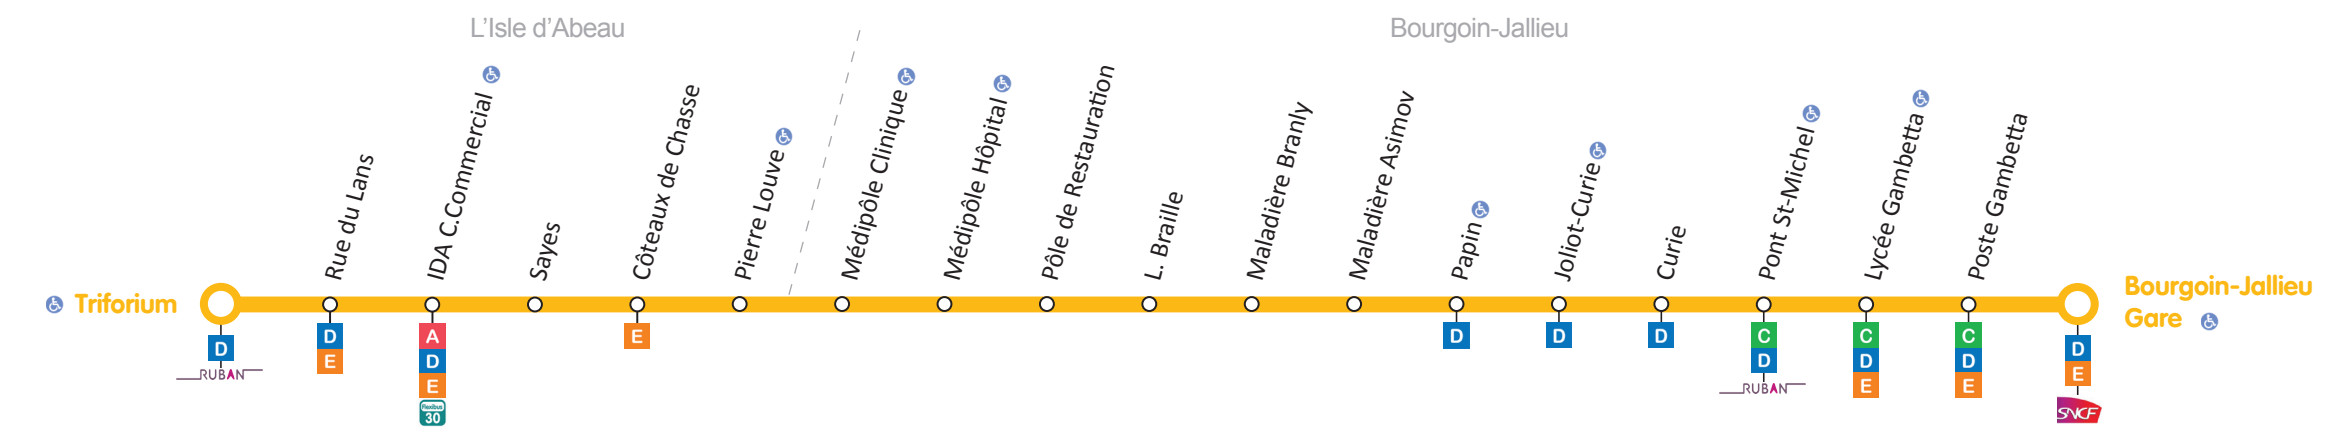 L'Isle d'Abeau
Bourgoin-Jallieu
Triforium
Rue du Lans
IDA C.Commercial
Sayes
Côteaux de Chasse
Pierre Louve
Médipôle Clinique
Médipôle Hôpital
Pôle de Restauration
L. Braille
Maladière Branly
Maladière Asimov
Papin
Joliot-Curie
Curie
Pont St-Michel
Lycée Gambetta
Poste Gambetta
Bourgoin-Jallieu
Gare
D
RUBAN
D
E
A
D
E
Flexibus
30
E
D
D
D
C
D
RUBAN
C
D
E
C
D
E
D
E
SNCF